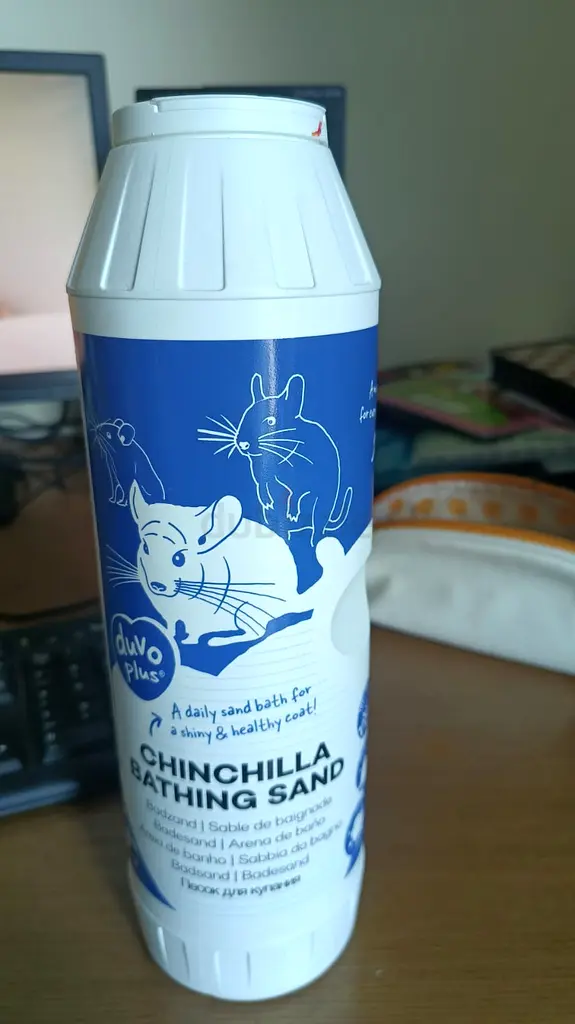 duvo
plus®
A daily sand bath for
a shiny & healthy coat!
CHINCHILLA
BATHING SAND
Badzand | Sable de baignade
Badesand | Arena de baño
Areia de banho | Sabbia da bagno
Badsand | Badesand
Песок для купания